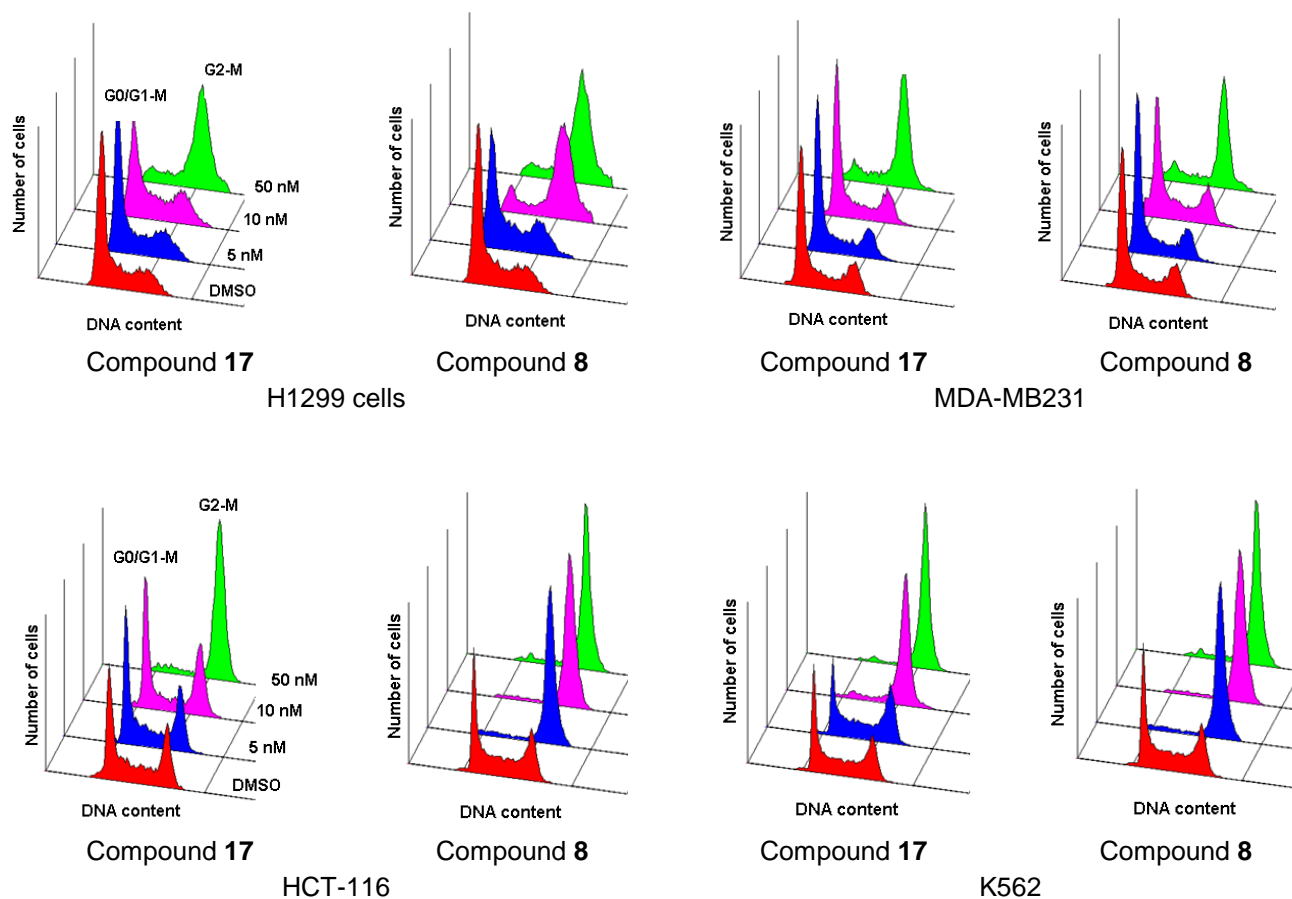 Number of cells
G0/G1-M
G2-M
50 nM
10 nM
5 nM
DMSO
DNA content
Compound 17
Number of cells
DNA content
Compound 8
H1299 cells
Number of cells
DNA content
Compound 17
Number of cells
DNA content
Compound 8
MDA-MB231
Number of cells
G0/G1-M
G2-M
50 nM
10 nM
5 nM
DMSO
DNA content
Compound 17
Number of cells
DNA content
Compound 8
HCT-116
Number of cells
DNA content
Compound 17
Number of cells
DNA content
Compound 8
K562